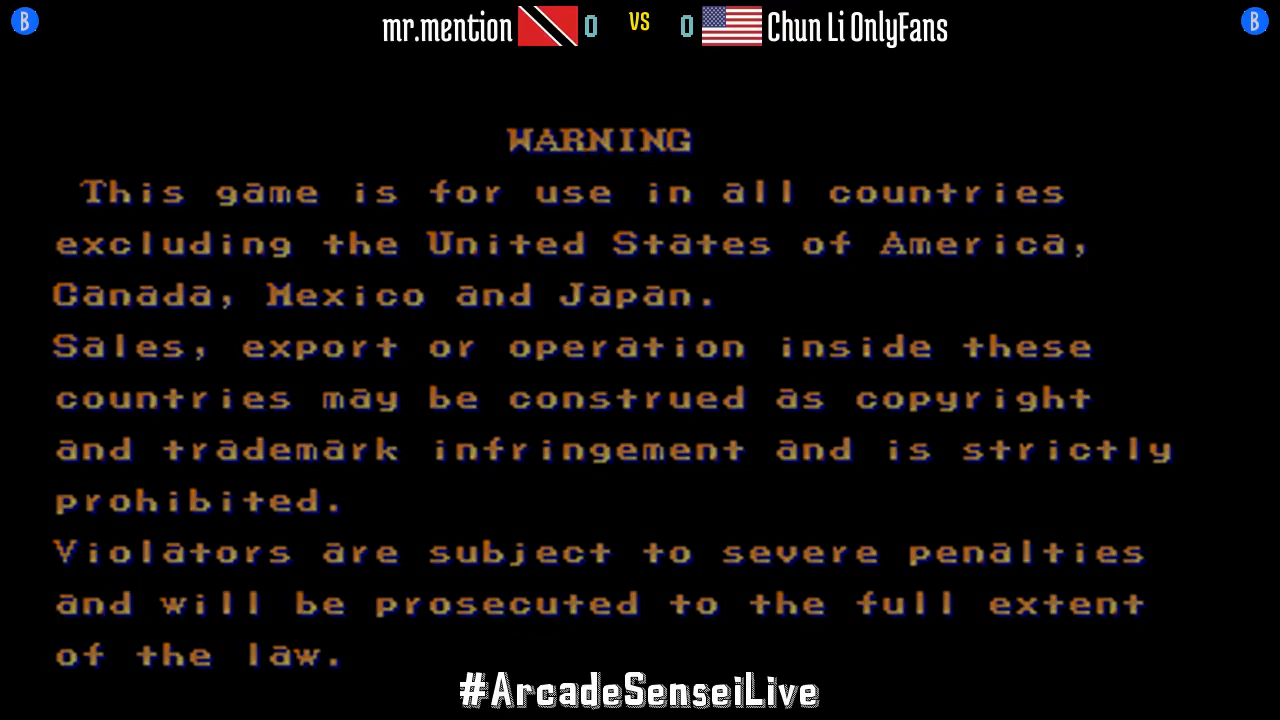 B mr.mention 0 VS 0 Chun Li OnlyFans B
WARNING
This game is for use in all countries
excluding the United States of America,
Canada, Mexico and Japan.
Sales, export or operation inside these
countries may be construed as copyright
and trademark infringement and is strictly
prohibited.
Violators are subject to severe penalties
and will be prosecuted to the full extent
of the law.
#ArcadeSenseiLive